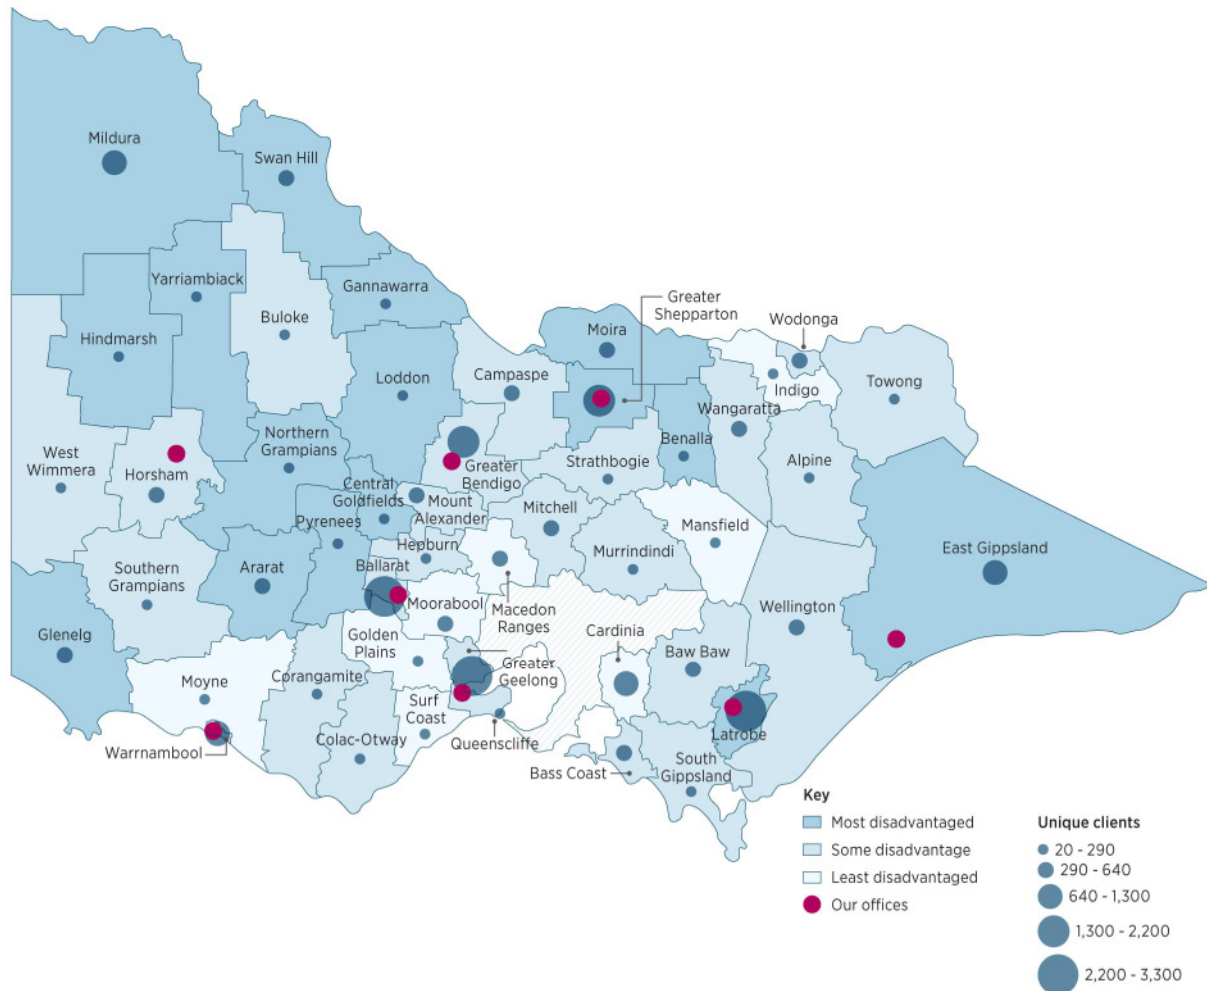 Mildura
Swan Hill
Yarriambiack
Gannawarra
Hindmarsh
Buloke
Greater
Shepparton
Wodonga
Moira
Loddon
Campaspe
Indigo
Towong
Wangaratta
Northern
Grampians
Benalla
West
Wimmera
Horsham
Greater
Bendigo
Strathbogie
Alpine
Central
Goldfields
Mount
Alexander
Pyrenees
Mitchell
Mansfield
Hepburn
Murrindindi
East Gippsland
Southern
Grampians
Ararat
Ballarat
Moorabool
Macedon
Ranges
Wellington
Glenelg
Golden
Plains
Cardinia
Baw Baw
Greater
Geelong
Moyne
Corangamite
Surf
Coast
Latrobe
Warrnambool
Colac-Otway
Queenscliffe
Bass Coast
South
Gippsland
Key
Most disadvantaged
Some disadvantage
Least disadvantaged
Our offices
Unique clients
20 - 290
290 - 640
640 - 1,300
1,300 - 2,200
2,200 - 3,300